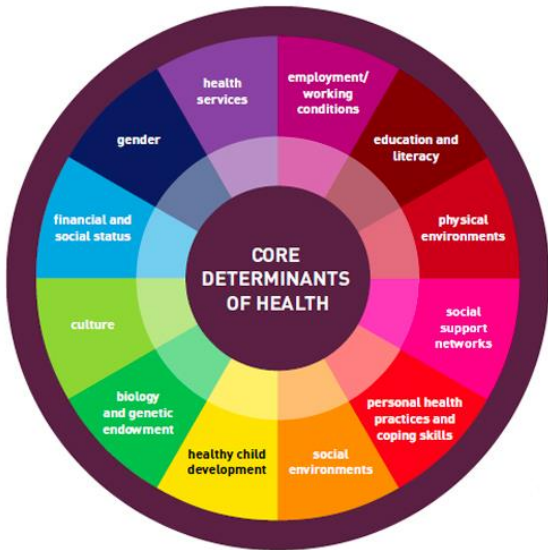 CORE
DETERMINANTS
OF HEALTH
employment/
working
conditions
education and
literacy
physical
environments
social
support
networks
personal health
practices and
coping skills
social
environments
healthy child
development
biology
and genetic
endowment
culture
financial and
social status
gender
health
services